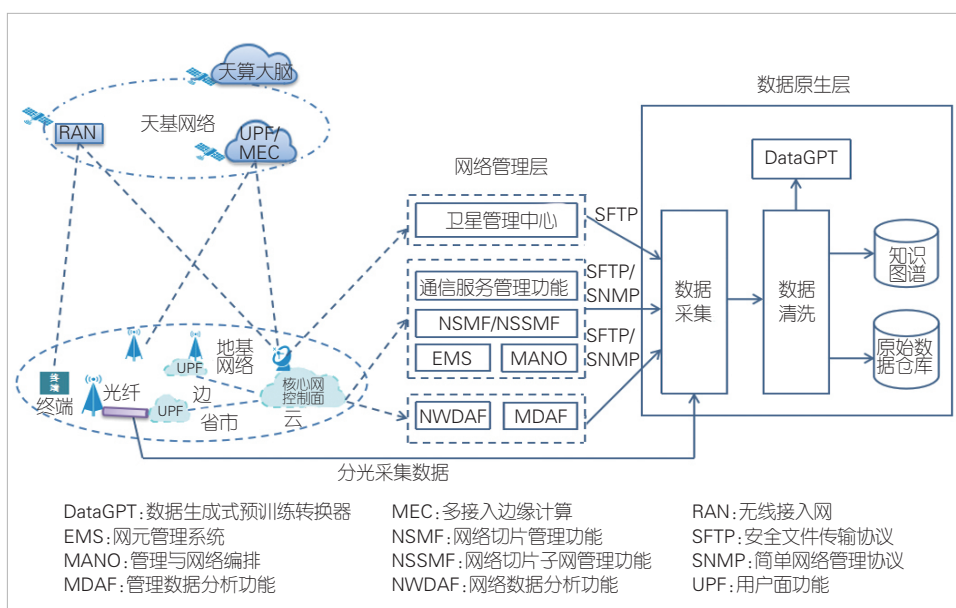 天算大脑
天基网络
RAN
UPF/
MEC
数据原生层
网络管理层
DataGPT
卫星管理中心
SFTP
知识
图谱
通信服务管理功能
SFTP/
SNMP
数据
采集
数据
清洗
NSMF/NSSMF
SFTP/
SNMP
EMS
MANO
原始数
据仓库
地基
网络
UPF
终
端
终端
光纤
边
核心网
控制面
UPF
省市
云
NWDAF
MDAF
分光采集数据
DataGPT:数据生成式预训练转换器
EMS:网元管理系统
MANO:管理与网络编排
MDAF:管理数据分析功能
MEC:多接入边缘计算
NSMF:网络切片管理功能
NSSMF:网络切片子网管理功能
NWDAF:网络数据分析功能
RAN:无线接入网
SFTP:安全文件传输协议
SNMP:简单网络管理协议
UPF:用户面功能